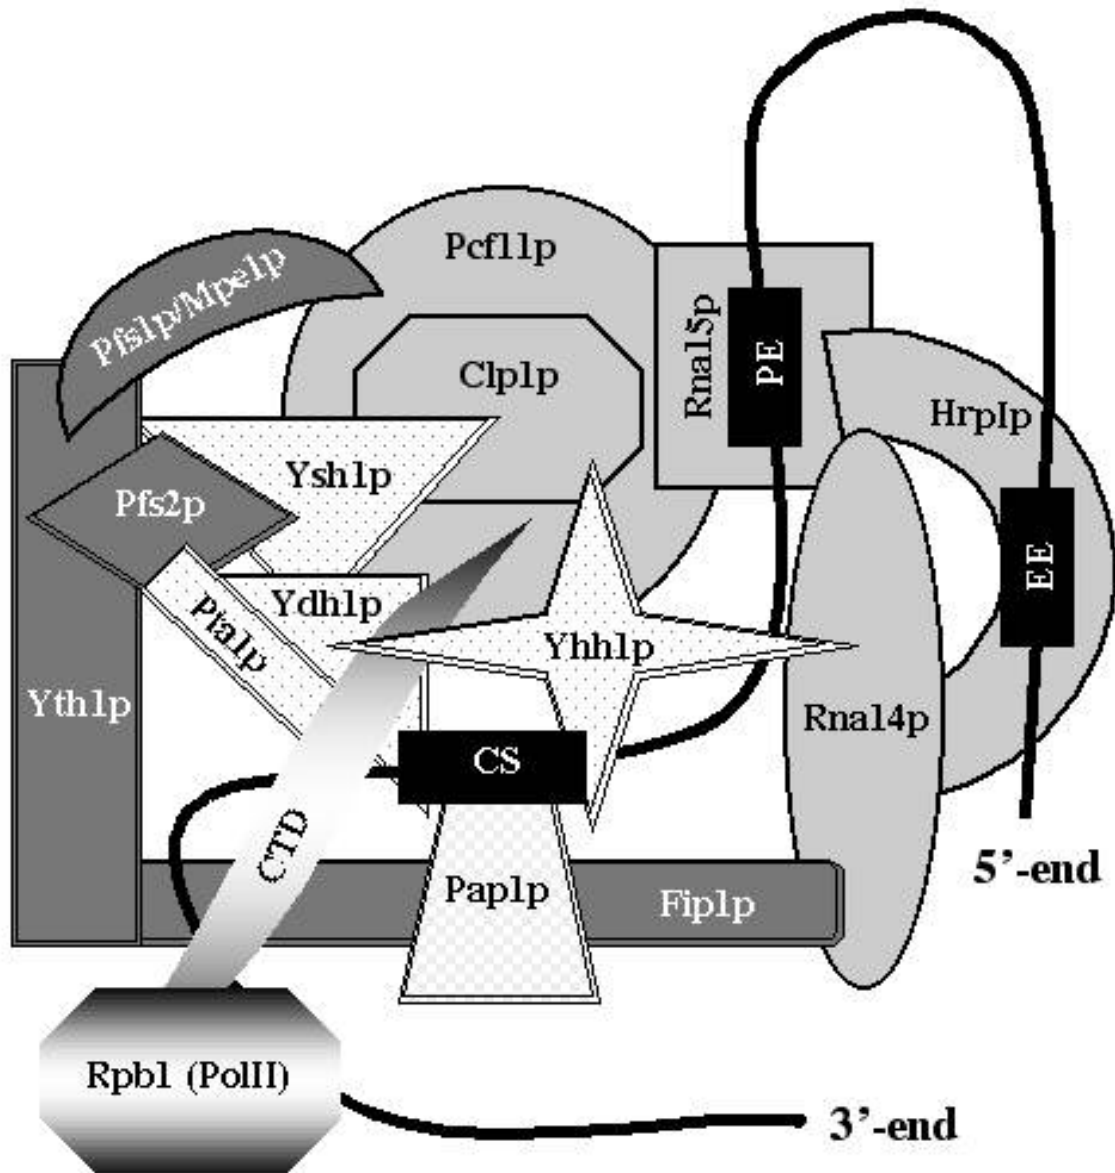 Pcf11p
Pfs1p/Mpe1p
Rna15p
PE
Clp1p
HrpIp
Ysh1p
Pfs2p
EE
Ydh1p
Pta1p
Yhh1p
Yth1p
Rna14p
CS
CTD
5’-end
Pap1p
Fip1p
Rpb1 (PolII)
3’-end